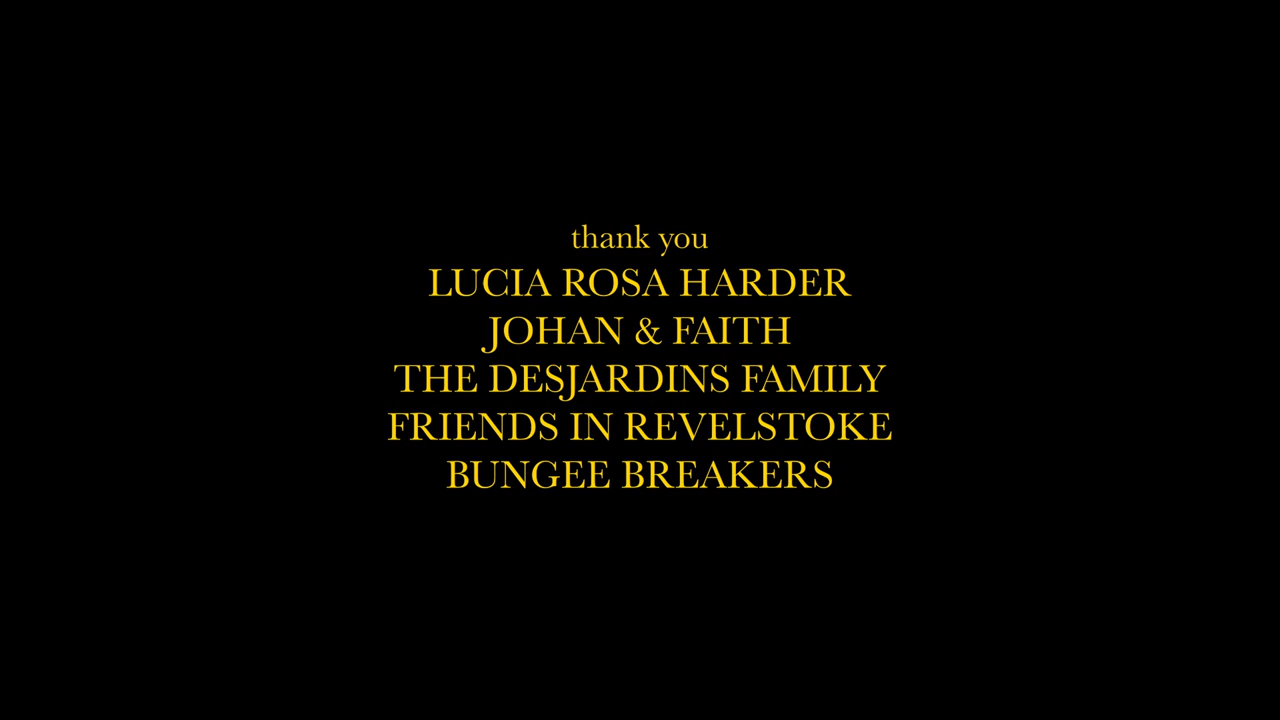 thank you
LUCIA ROSA HARDER
JOHAN & FAITH
THE DESJARDINS FAMILY
FRIENDS IN REVELSTOKE
BUNGEE BREAKERS